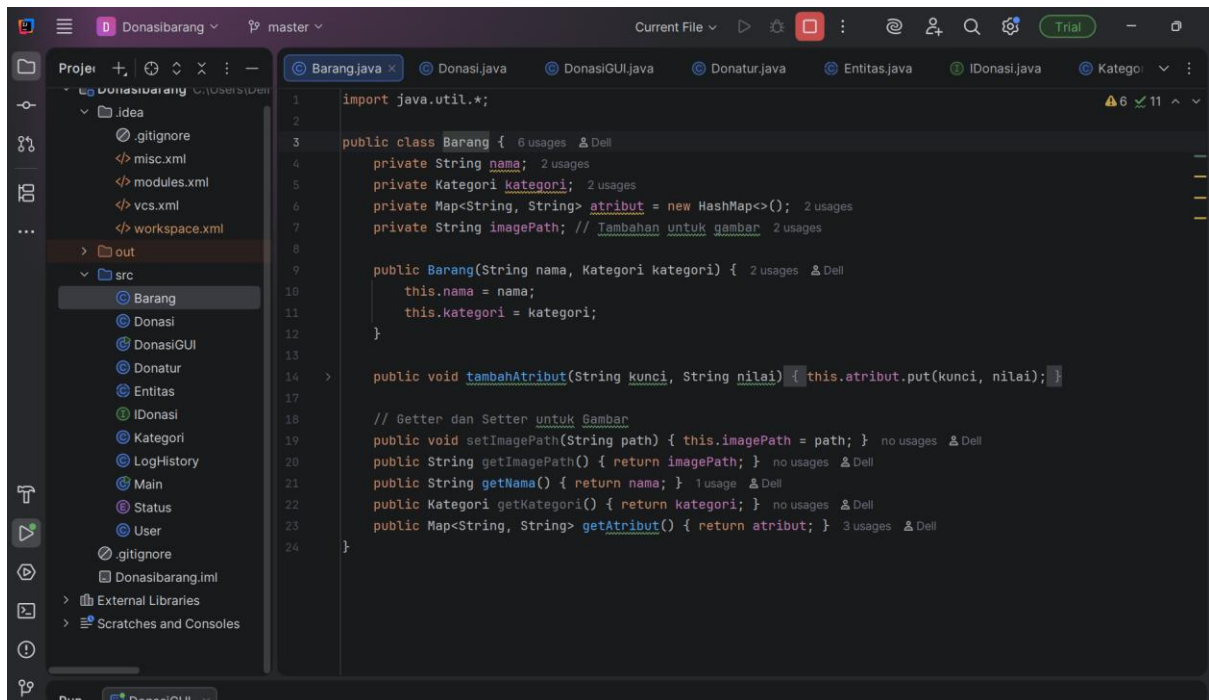 D Donasibarang master Current File Trial
Project
Barang.java Donasi.java DonasiGUI.java Donatur.java Entitas.java IDonasi.java
Donasibarang
.idea
.gitignore
misc.xml
modules.xml
vcs.xml
workspace.xml
out
src
Barang
Donasi
DonasiGUI
Donatur
Entitas
IDonasi
Kategori
LogHistory
Main
Status
User
.gitignore
Donasibarang.iml
External Libraries
Scratches and Consoles
6 11
1 import java.util.*;
2
3 public class Barang { 6 usages Dell
4 private String nama; 2 usages
5 private Kategori kategori; 2 usages
6 private Map<String, String> atribut = new HashMap<>(); 2 usages
7 private String imagePath; // Tambahan untuk gambar 2 usages
8
9 public Barang(String nama, Kategori kategori) { 2 usages Dell
10 this.nama = nama;
11 this.kategori = kategori;
12 }
13
14 public void tambahAtribut(String kunci, String nilai) { this.atribut.put(kunci, nilai); }
17
18 // Getter dan Setter untuk Gambar
19 public void setImagePath(String path) { this.imagePath = path; } no usages Dell
20 public String getImagePath() { return imagePath; } no usages Dell
21 public String getNama() { return nama; } 1 usage Dell
22 public Kategori getKategori() { return kategori; } no usages Dell
23 public Map<String, String> getAtribut() { return atribut; } 3 usages Dell
24 }